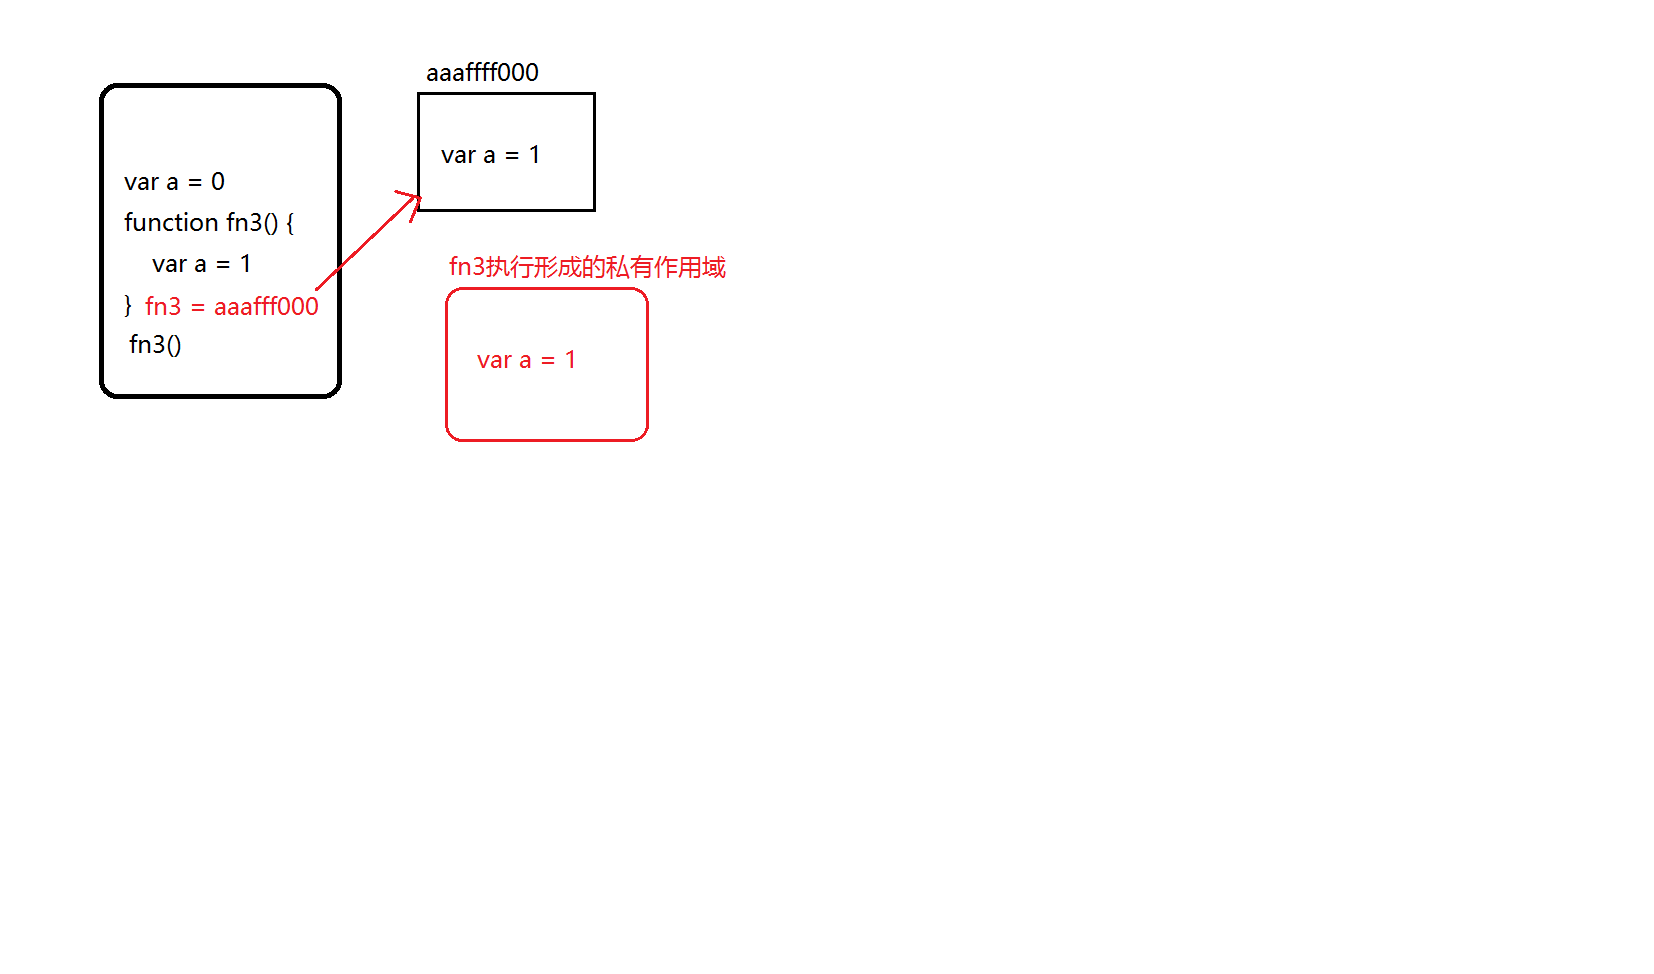 aaaffff000
var a = 1
var a = 0
function fn3() {
var a = 1
} fn3 = aaafff000
fn3()
fn3执行形成的私有作用域
var a = 1